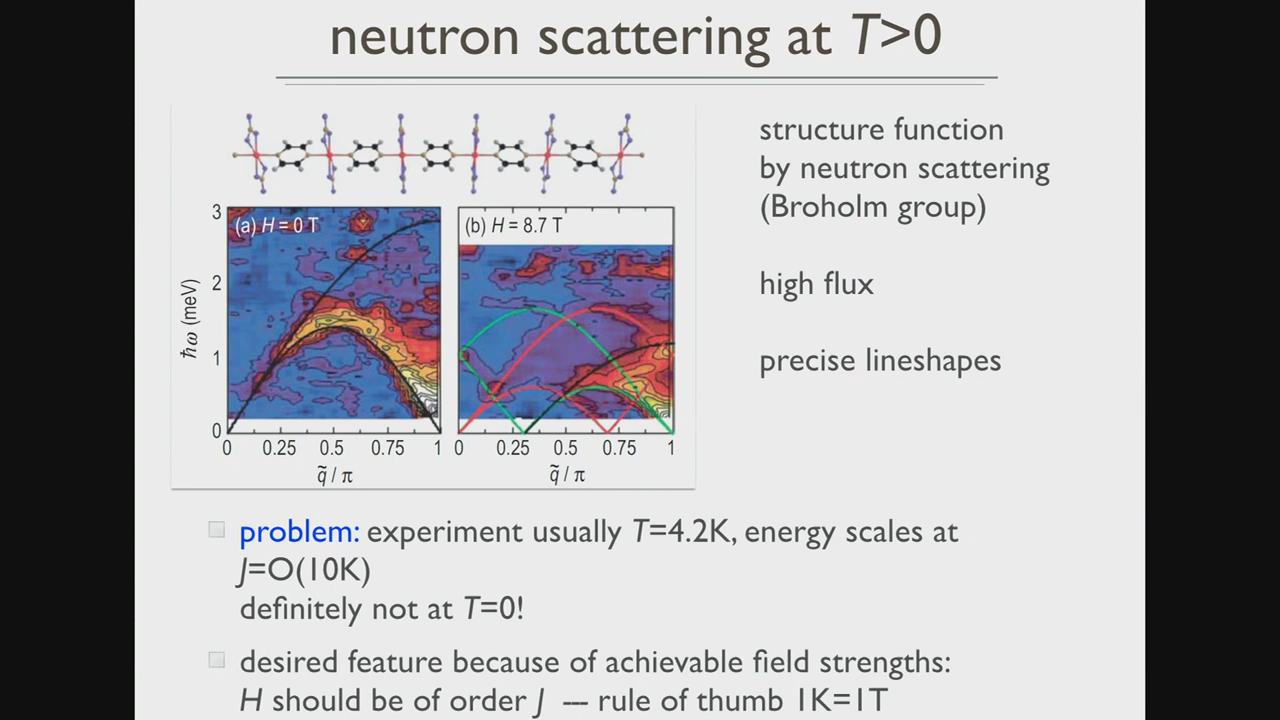 neutron scattering at T>0
structure function
by neutron scattering
(Broholm group)
high flux
precise lineshapes
3
2
1
0
ħω (meV)
(a) H = 0 T
(b) H = 8.7 T
0 0.25 0.5 0.75 1
0 0.25 0.5 0.75 1
q̃ / π
q̃ / π
problem: experiment usually T=4.2K, energy scales at
J=O(10K)
definitely not at T=0!
desired feature because of achievable field strengths:
H should be of order J --- rule of thumb 1K=1T